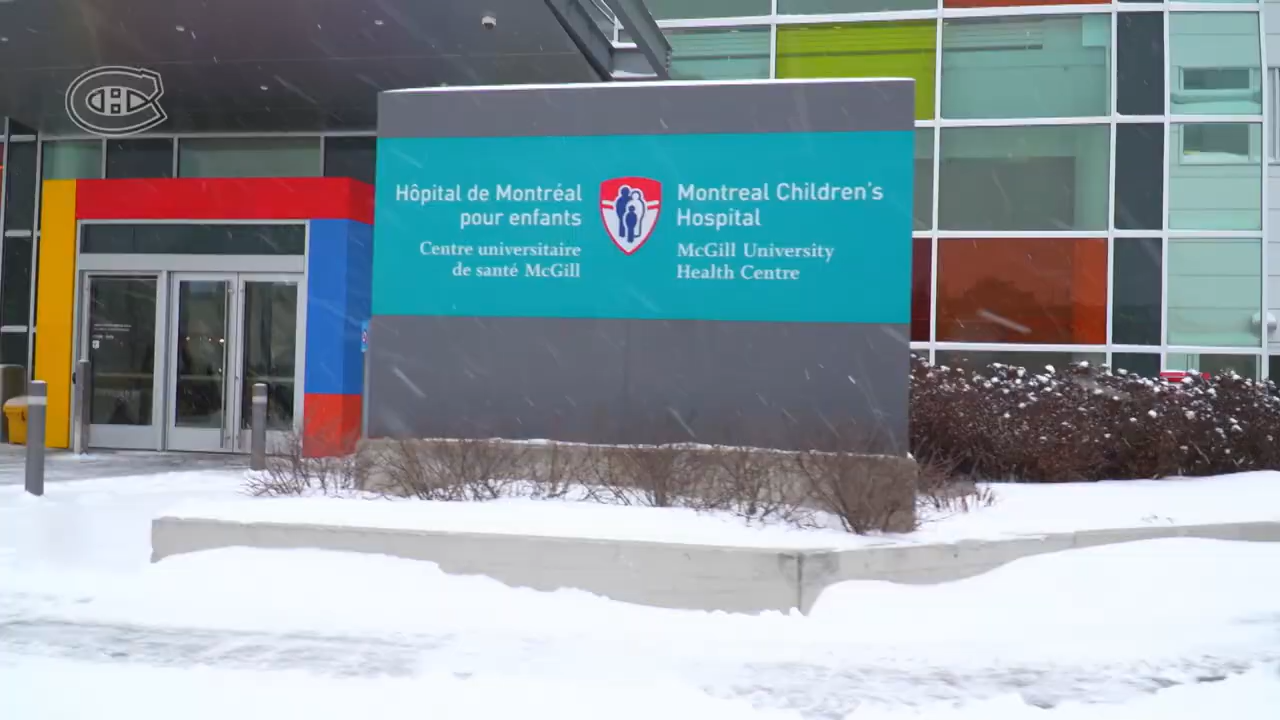 Hôpital de Montréal
pour enfants
Centre universitaire
de santé McGill
Montreal Children's
Hospital
McGill University
Health Centre